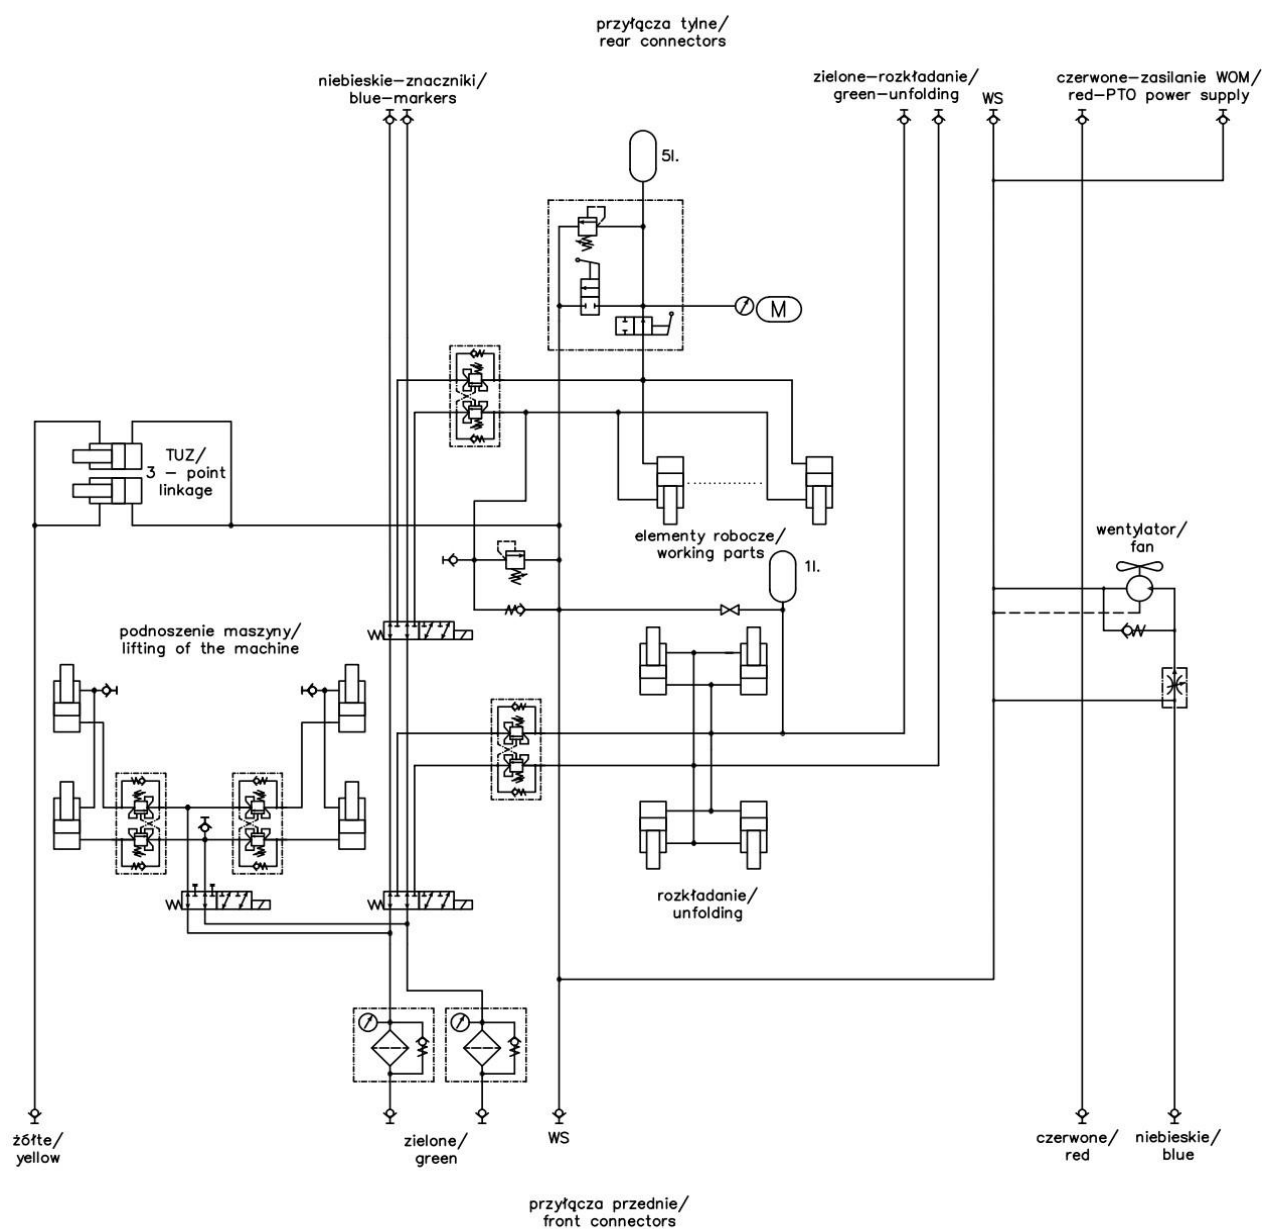 przyłącza tylne/
rear connectors
niebieskie–znaczniki/
blue–markers
zielone–rozkładanie/
green–unfolding
WS
czerwone–zasilanie WOM/
red–PTO power supply
5l.
M
TUZ/
3 – point
linkage
elementy robocze/
working parts
1l.
wentylator/
fan
podnoszenie maszyny/
lifting of the machine
rozkładanie/
unfolding
żółte/
yellow
zielone/
green
WS
czerwone/
red
niebieskie/
blue
przyłącza przednie/
front connectors